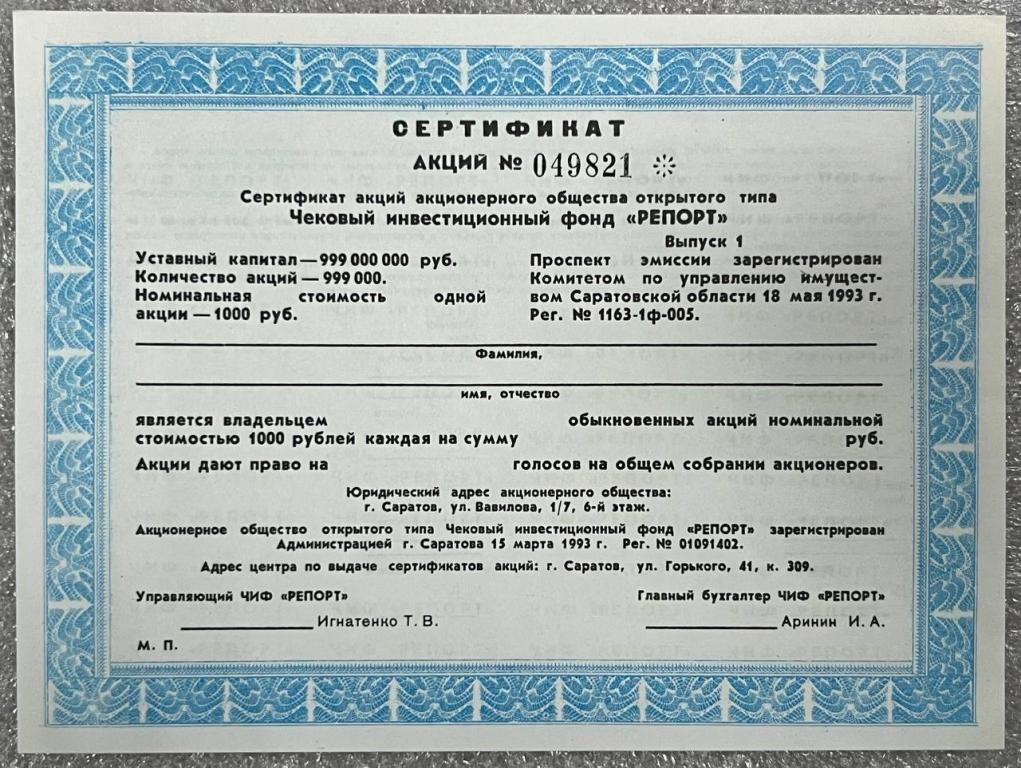 СЕРТИФИКАТ
АКЦИЙ № 049821 ※
Сертификат акций акционерного общества открытого типа
Чековый инвестиционный фонд «РЕПОРТ»
Выпуск 1
Уставный капитал — 999 000 000 руб.
Количество акций — 999 000.
Номинальная стоимость одной
акции — 1000 руб.
Проспект эмиссии зарегистрирован
Комитетом по управлению имущест-
вом Саратовской области 18 мая 1993 г.
Рег. № 1163-1ф-005.
Фамилия,
имя, отчество
является владельцем обыкновенных акций номинальной
стоимостью 1000 рублей каждая на сумму руб.
Акции дают право на голосов на общем собрании акционеров.
Юридический адрес акционерного общества:
г. Саратов, ул. Вавилова, 1/7, 6-й этаж.
Акционерное общество открытого типа Чековый инвестиционный фонд «РЕПОРТ» зарегистрирован
Администрацией г. Саратова 15 марта 1993 г. Рег. № 01091402.
Адрес центра по выдаче сертификатов акций: г. Саратов, ул. Горького, 41, к. 309.
Управляющий ЧИФ «РЕПОРТ»
Игнатенко Т. В.
Главный бухгалтер ЧИФ «РЕПОРТ»
Аринин И. А.
М. П.